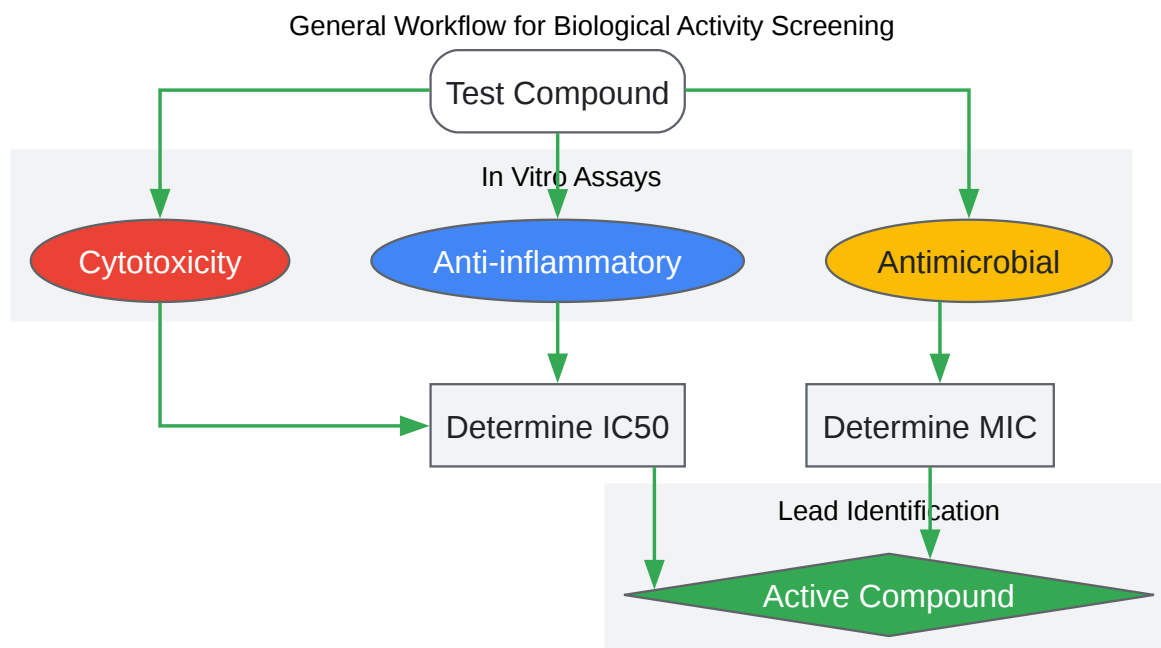 General Workflow for Biological Activity Screening
Test Compound
In Vitro Assays
Cytotoxicity
Anti-inflammatory
Antimicrobial
Determine IC50
Determine MIC
Lead Identification
Active Compound